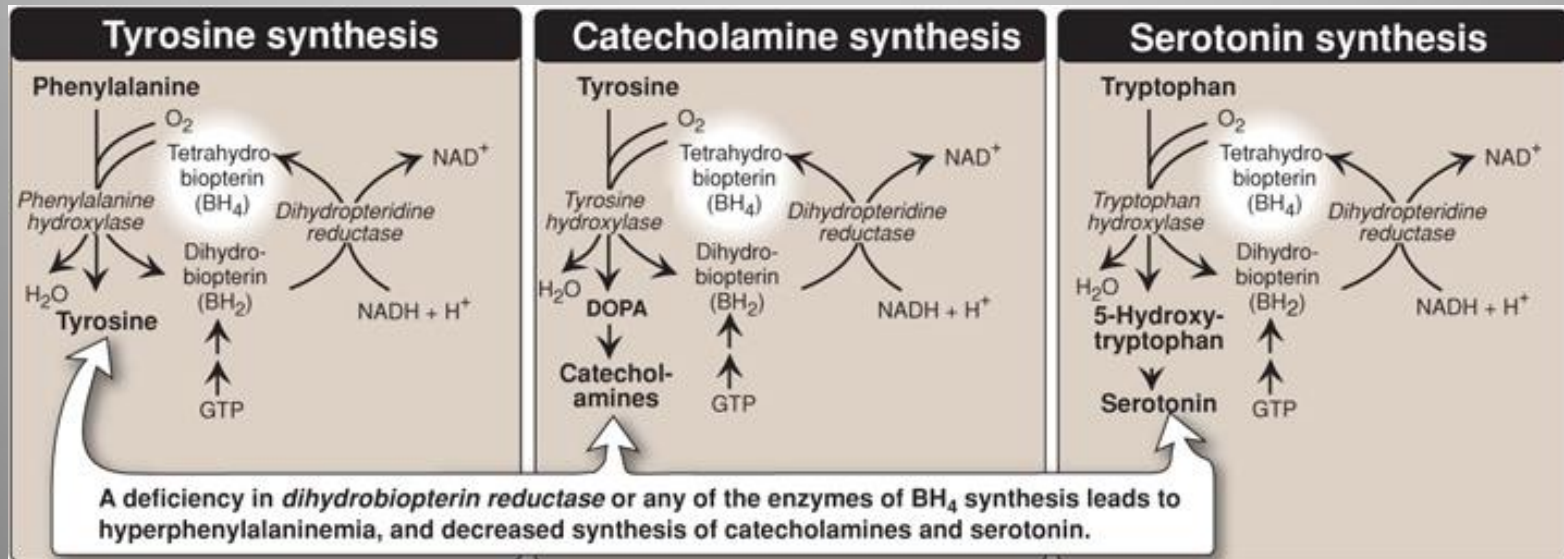 Tyrosine synthesis
Phenylalanine
O2
Tetrahydro-
biopterin
(BH4)
NAD+
Phenylalanine
hydroxylase
Dihydropteridine
reductase
Dihydro-
biopterin
(BH2)
H2O
Tyrosine
NADH + H+
GTP
Catecholamine synthesis
Tyrosine
O2
Tetrahydro-
biopterin
(BH4)
NAD+
Tyrosine
hydroxylase
Dihydropteridine
reductase
Dihydro-
biopterin
(BH2)
H2O
DOPA
NADH + H+
Catechol-
amines
GTP
Serotonin synthesis
Tryptophan
O2
Tetrahydro-
biopterin
(BH4)
NAD+
Tryptophan
hydroxylase
Dihydropteridine
reductase
Dihydro-
biopterin
(BH2)
H2O
5-Hydroxy-
tryptophan
NADH + H+
Serotonin
GTP
A deficiency in dihydrobiopterin reductase or any of the enzymes of BH4 synthesis leads to
hyperphenylalaninemia, and decreased synthesis of catecholamines and serotonin.